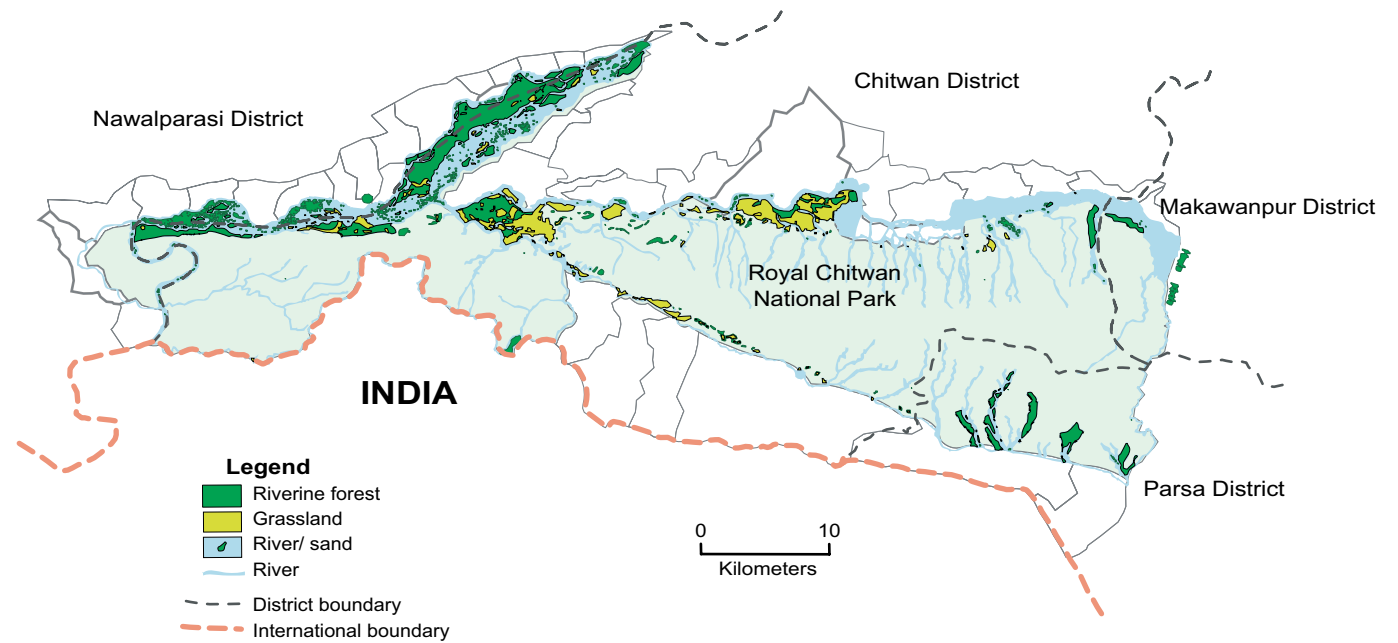 Chitwan District
Nawalparasi District
Makawanpur District
Royal Chitwan
National Park
INDIA
Parsa District
Legend
Riverine forest
Grassland
River/ sand
River
District boundary
International boundary
0 10
Kilometers